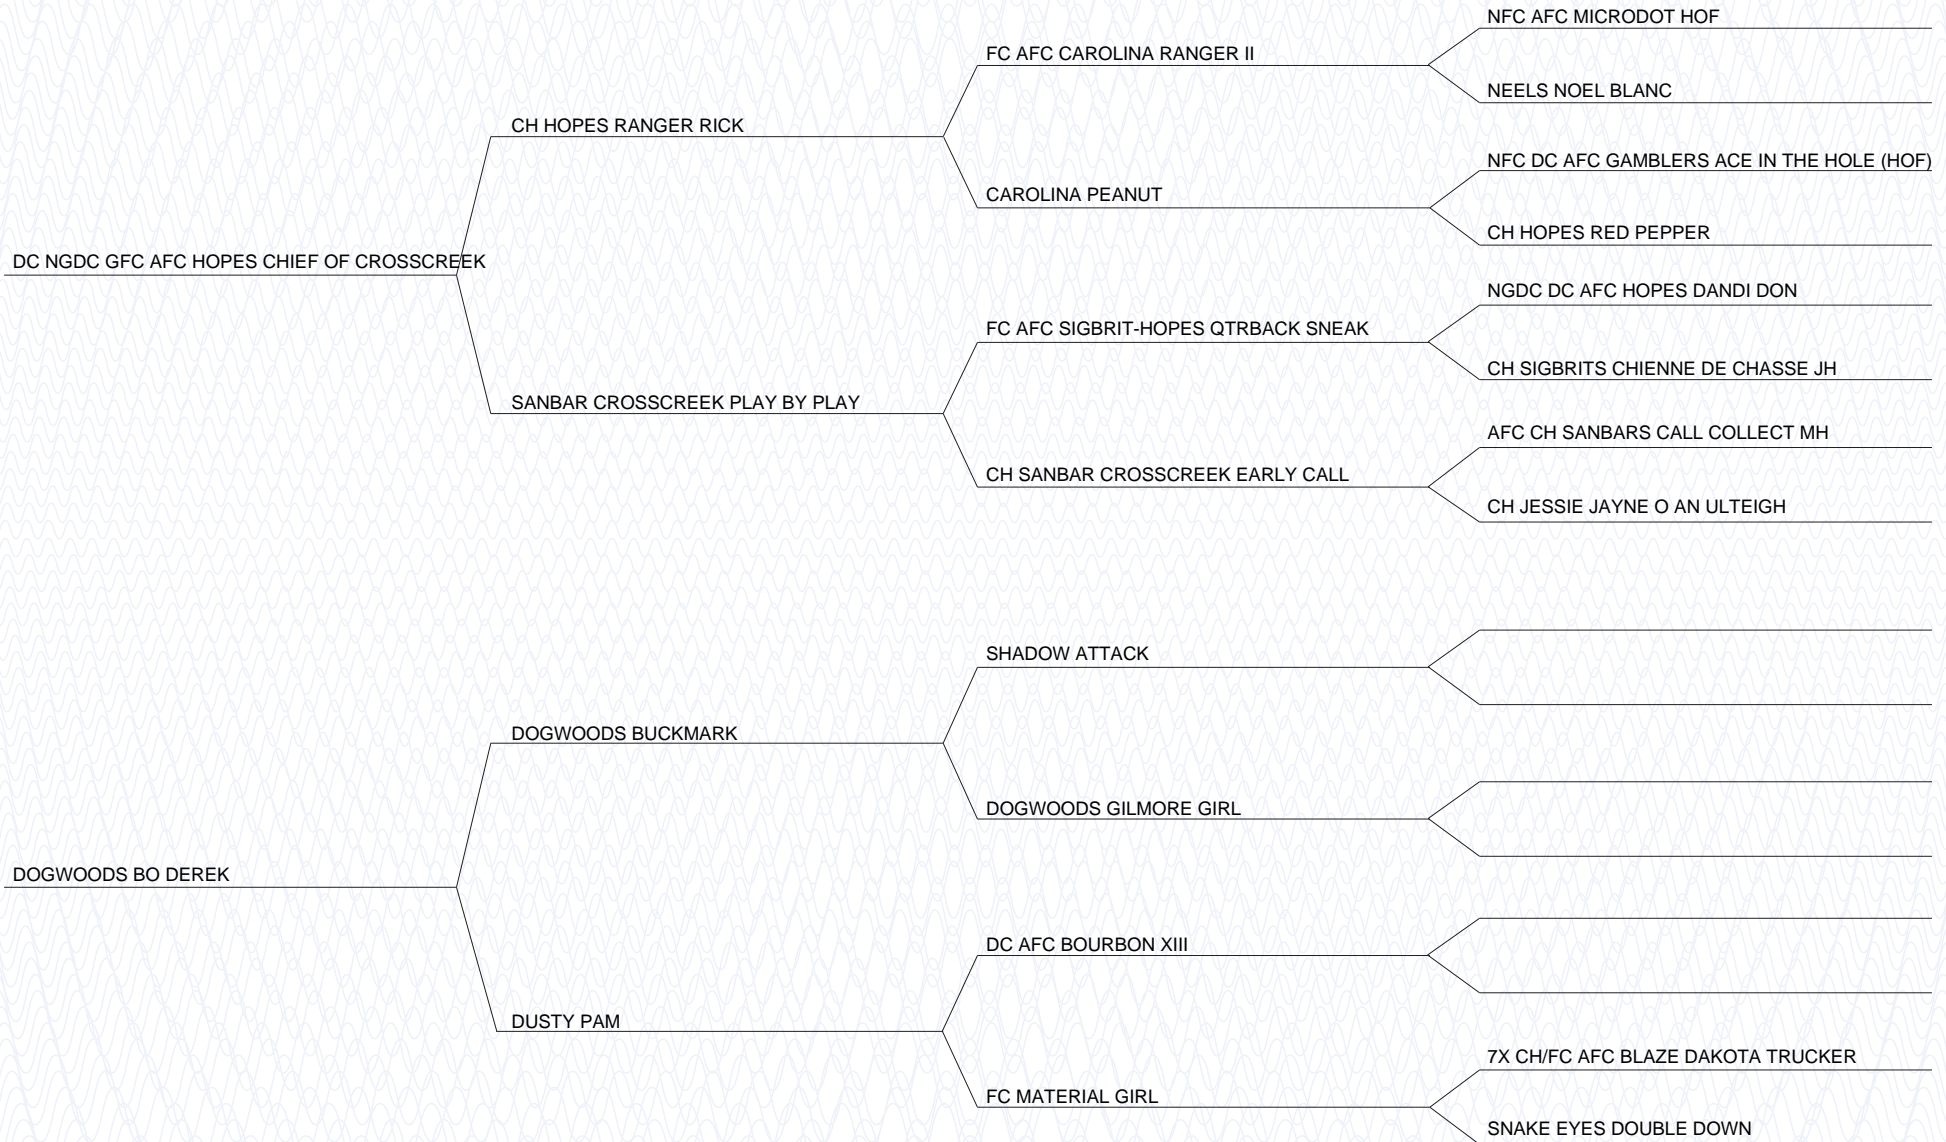 NFC AFC MICRODOT HOF
FC AFC CAROLINA RANGER II
NEELS NOEL BLANC
CH HOPES RANGER RICK
NFC DC AFC GAMBLERS ACE IN THE HOLE (HOF)
CAROLINA PEANUT
CH HOPES RED PEPPER
DC NGDC GFC AFC HOPES CHIEF OF CROSSCREEK
NGDC DC AFC HOPES DANDI DON
FC AFC SIGBRIT-HOPES QTRBACK SNEAK
CH SIGBRITS CHIENNE DE CHASSE JH
SANBAR CROSSCREEK PLAY BY PLAY
AFC CH SANBARS CALL COLLECT MH
CH SANBAR CROSSCREEK EARLY CALL
CH JESSIE JAYNE O AN ULTEIGH
SHADOW ATTACK
DOGWOODS BUCKMARK
DOGWOODS GILMORE GIRL
DOGWOODS BO DEREK
DC AFC BOURBON XIII
DUSTY PAM
7X CH/FC AFC BLAZE DAKOTA TRUCKER
FC MATERIAL GIRL
SNAKE EYES DOUBLE DOWN